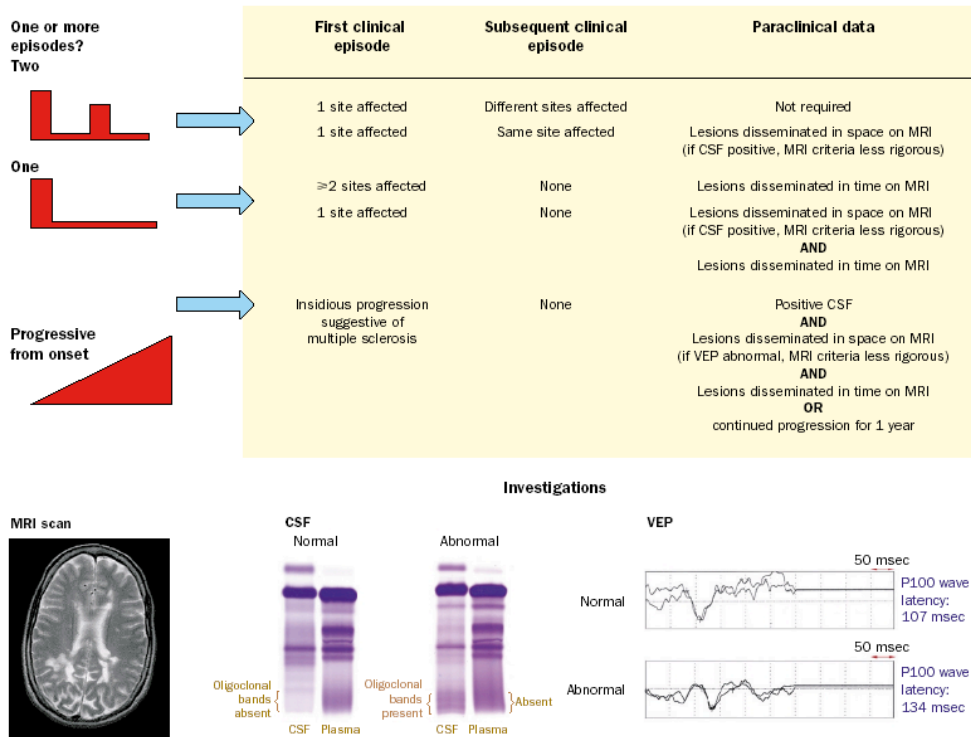 One or more
episodes?
Two
First clinical
episode
Subsequent clinical
episode
Paraclinical data
1 site affected
Different sites affected
Not required
1 site affected
Same site affected
Lesions disseminated in space on MRI
(if CSF positive, MRI criteria less rigorous)
One
⩾2 sites affected
None
Lesions disseminated in time on MRI
1 site affected
None
Lesions disseminated in space on MRI
(if CSF positive, MRI criteria less rigorous)
AND
Lesions disseminated in time on MRI
Progressive
from onset
Insidious progression
suggestive of
multiple sclerosis
None
Positive CSF
AND
Lesions disseminated in space on MRI
(if VEP abnormal, MRI criteria less rigorous)
AND
Lesions disseminated in time on MRI
OR
continued progression for 1 year
Investigations
MRI scan
CSF
Normal
Abnormal
Oligoclonal
bands
absent
CSF Plasma
Oligoclonal
bands
present
Absent
CSF Plasma
VEP
50 msec
Normal
P100 wave
latency:
107 msec
50 msec
Abnormal
P100 wave
latency:
134 msec